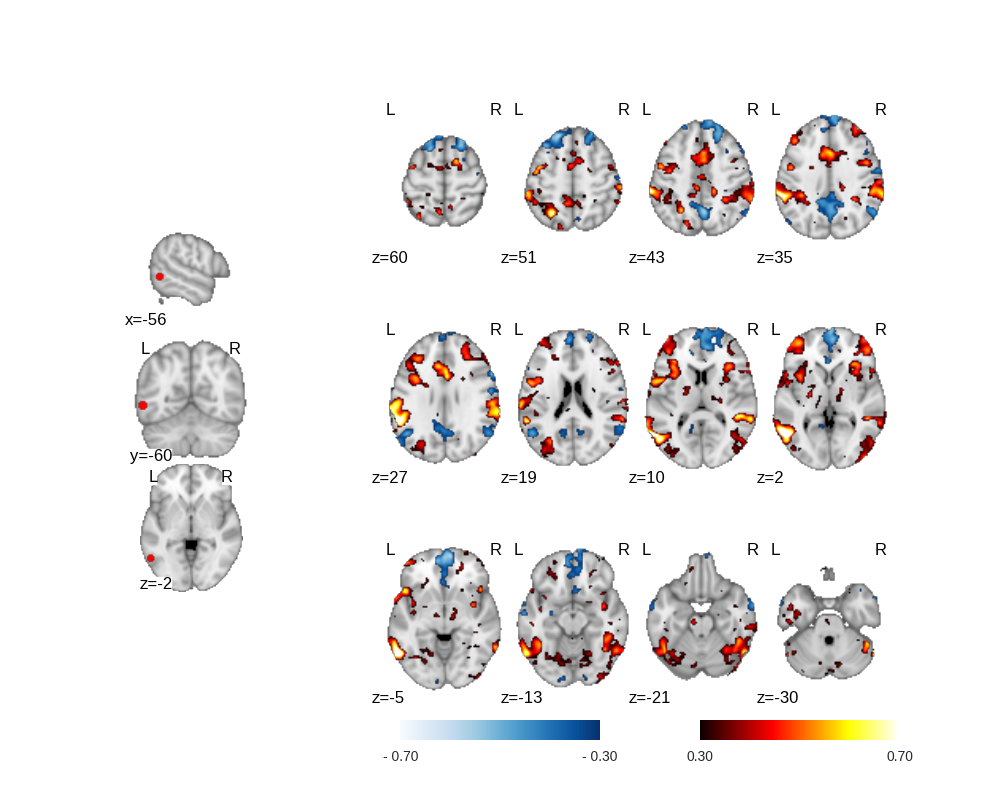 L R L R L R L R
z=60 z=51 z=43 z=35
x=-56
L R
y=-60
L R
z=-2
L R L R L R L R
z=27 z=19 z=10 z=2
L R L R L R L R
z=-5 z=-13 z=-21 z=-30
- 0.70 - 0.30 0.30 0.70